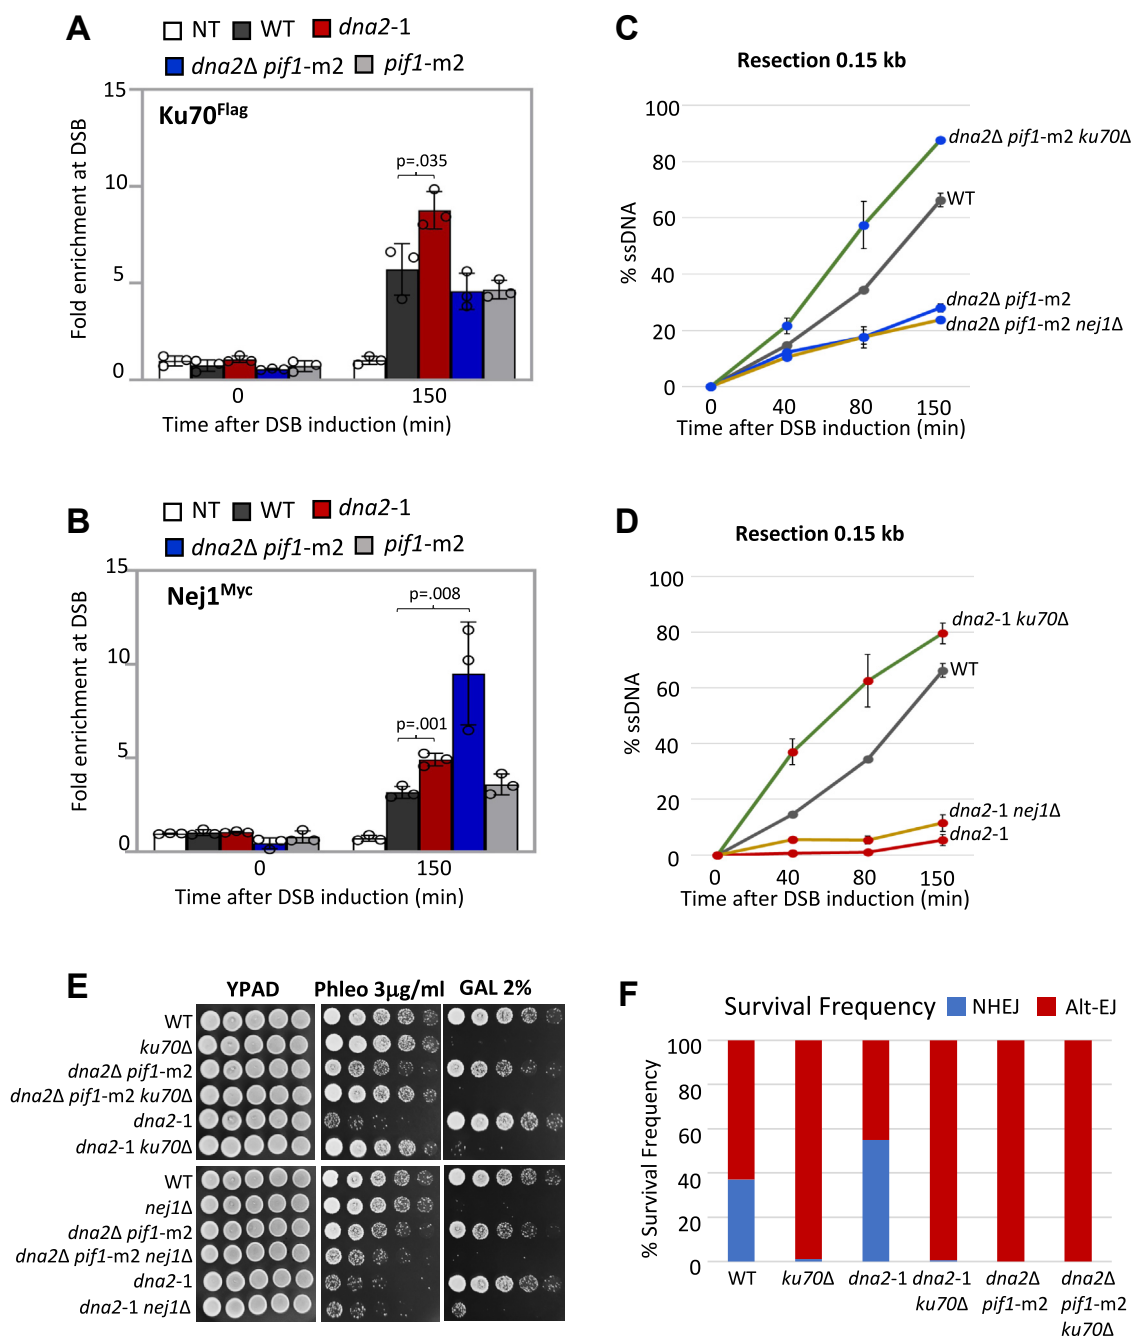 A
NT WT dna2-1
dna2Δ pif1-m2 pif1-m2
Ku70Flag
Fold enrichment at DSB
15
10
5
0
p=.035
0 150
Time after DSB induction (min)
B
NT WT dna2-1
dna2Δ pif1-m2 pif1-m2
Nej1Myc
Fold enrichment at DSB
15
10
5
0
p=.008
p=.001
0 150
Time after DSB induction (min)
C
Resection 0.15 kb
% ssDNA
100
80
60
40
20
0
dna2Δ pif1-m2 ku70Δ
WT
dna2Δ pif1-m2
dna2Δ pif1-m2 nej1Δ
0 40 80 150
Time after DSB induction (min)
D
Resection 0.15 kb
% ssDNA
100
80
60
40
20
0
dna2-1 ku70Δ
WT
dna2-1 nej1Δ
dna2-1
0 40 80 150
Time after DSB induction (min)
E
YPAD Phleo 3μg/ml GAL 2%
WT
ku70Δ
dna2Δ pif1-m2
dna2Δ pif1-m2 ku70Δ
dna2-1
dna2-1 ku70Δ
WT
nej1Δ
dna2Δ pif1-m2
dna2Δ pif1-m2 nej1Δ
dna2-1
dna2-1 nej1Δ
F
Survival Frequency NHEJ Alt-EJ
% Survival Frequency
100
80
60
40
20
0
WT ku70Δ dna2-1 dna2-1 dna2Δ dna2Δ
ku70Δ pif1-m2 pif1-m2
ku70Δ